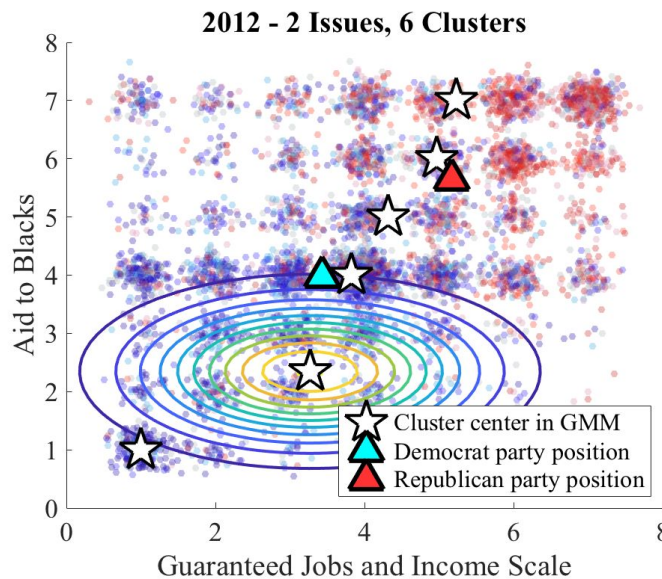 2012 - 2 Issues, 6 Clusters
8
7
6
5
4
3
2
1
0
Aid to Blacks
Cluster center in GMM
Democrat party position
Republican party position
0 2 4 6 8
Guaranteed Jobs and Income Scale